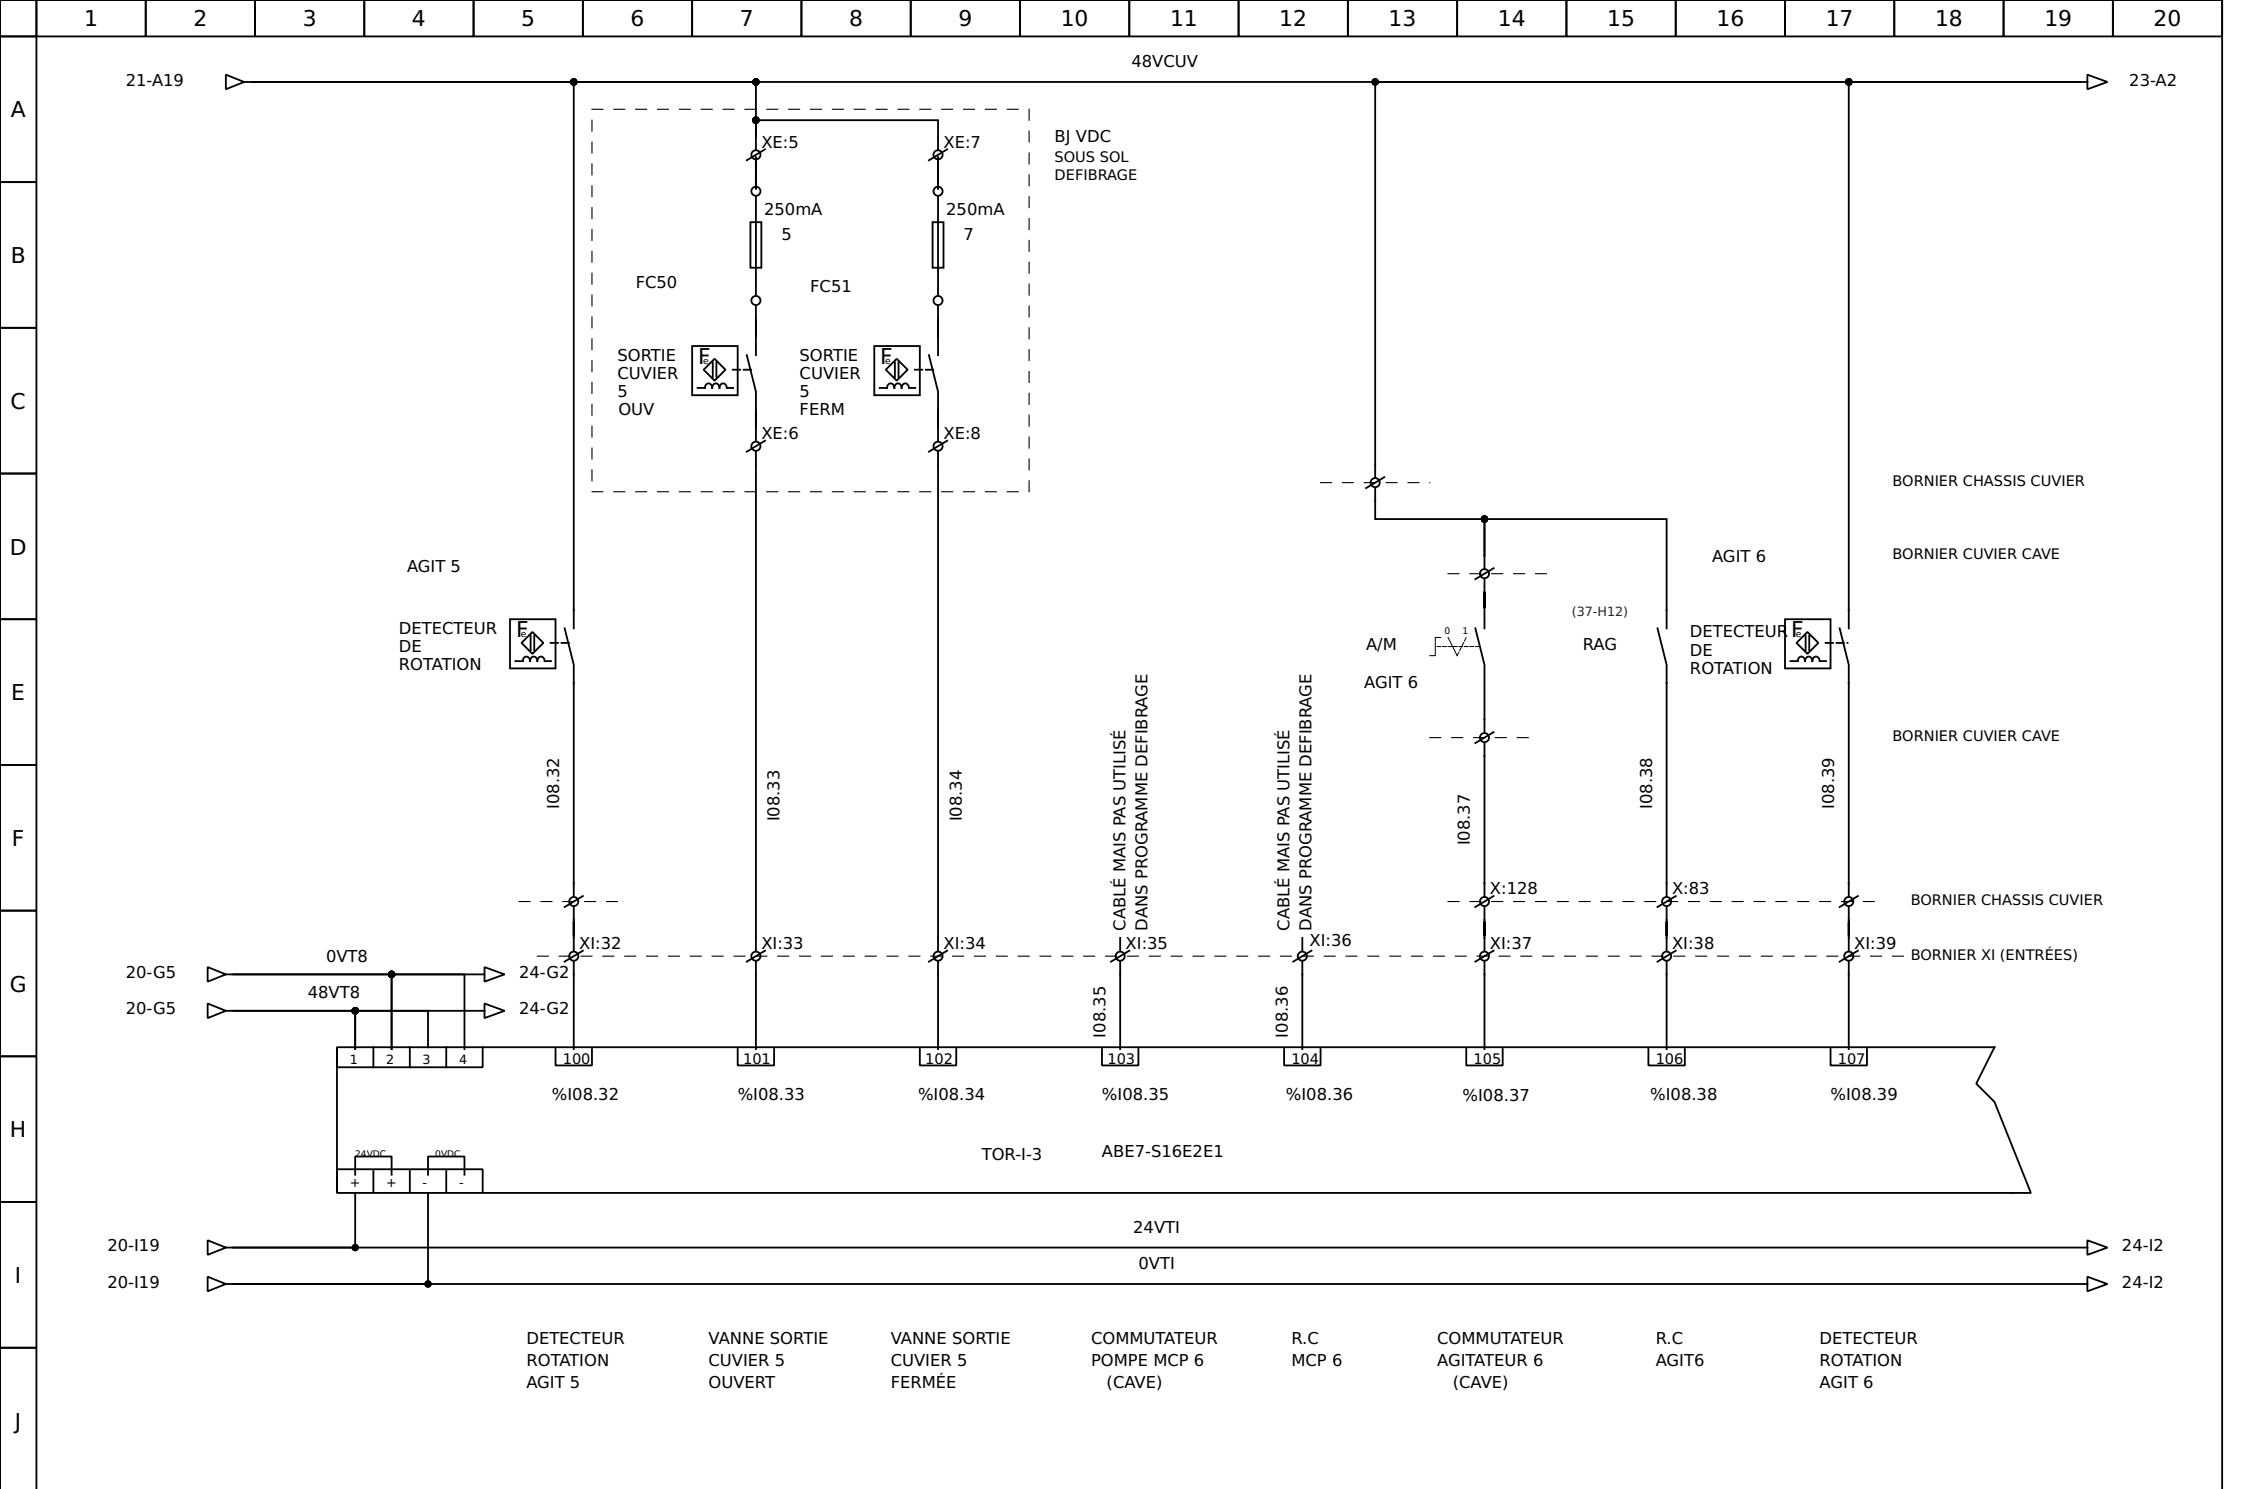 1 2 3 4 5 6 7 8 9 10 11 12 13 14 15 16 17 18 19 20
A
B
C
D
E
F
G
H
I
J
48VCUV
21-A19
23-A2
BJ VDC
SOUS SOL
DEFIBRAGE
XE:5
XE:7
250mA
5
250mA
7
FC50
FC51
SORTIE
CUVIER
5
OUV
Fe
SORTIE
CUVIER
5
FERM
Fe
XE:6
XE:8
BORNIER CHASSIS CUVIER
BORNIER CUVIER CAVE
AGIT 5
AGIT 6
DETECTEUR
DE
ROTATION
Fe
(37-H12)
A/M
0 1
AGIT 6
RAG
DETECTEUR
DE
ROTATION
Fe
BORNIER CUVIER CAVE
I08.32
I08.33
I08.34
CABLÉ MAIS PAS UTILISÉ
DANS PROGRAMME DEFIBRAGE
CABLÉ MAIS PAS UTILISÉ
DANS PROGRAMME DEFIBRAGE
I08.37
I08.38
I08.39
X:128
X:83
BORNIER CHASSIS CUVIER
XI:32
XI:33
XI:34
XI:35
XI:36
XI:37
XI:38
XI:39
BORNIER XI (ENTRÉES)
0VT8
20-G5
24-G2
48VT8
20-G5
24-G2
I08.35
I08.36
1 2 3 4
100
101
102
103
104
105
106
107
%I08.32
%I08.33
%I08.34
%I08.35
%I08.36
%I08.37
%I08.38
%I08.39
TOR-I-3
ABE7-S16E2E1
24VDC
0VDC
+ + - -
24VTI
20-I19
24-I2
0VTI
20-I19
24-I2
DETECTEUR
ROTATION
AGIT 5
VANNE SORTIE
CUVIER 5
OUVERT
VANNE SORTIE
CUVIER 5
FERMÉE
COMMUTATEUR
POMPE MCP 6
(CAVE)
R.C
MCP 6
COMMUTATEUR
AGITATEUR 6
(CAVE)
R.C
AGIT6
DETECTEUR
ROTATION
AGIT 6